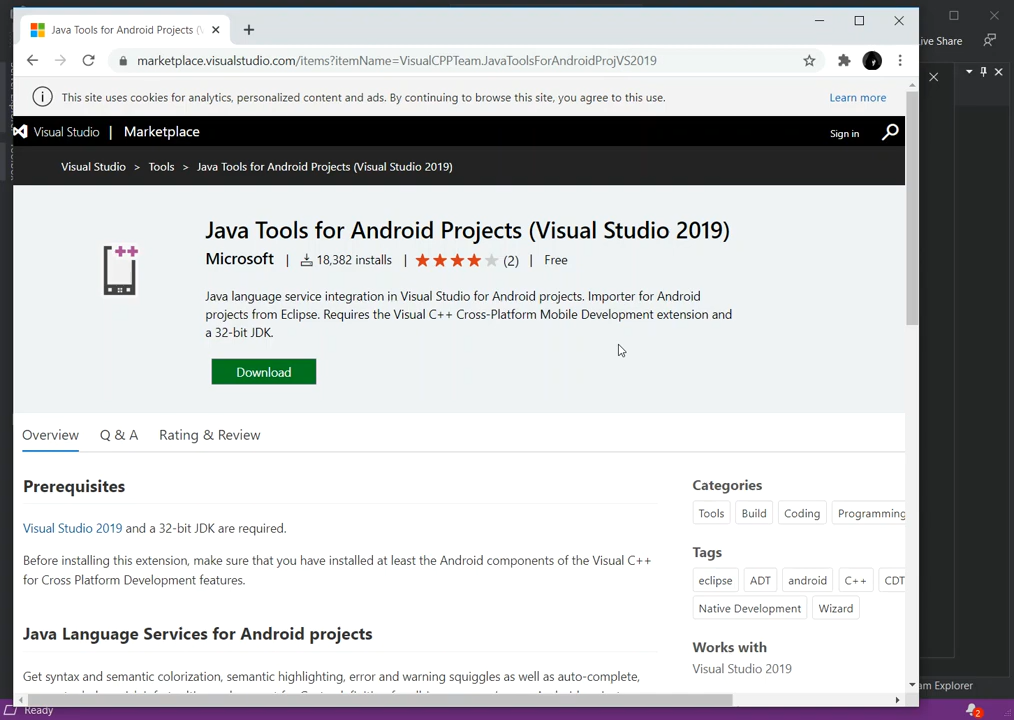 Java Tools for Android Projects (
marketplace.visualstudio.com/items?itemName=VisualCPPTeam.JavaToolsForAndroidProjVS2019
ive Share
This site uses cookies for analytics, personalized content and ads. By continuing to browse this site, you agree to this use.
Learn more
Visual Studio | Marketplace
Sign in
Visual Studio > Tools > Java Tools for Android Projects (Visual Studio 2019)
Java Tools for Android Projects (Visual Studio 2019)
Microsoft | 18,382 installs | (2) | Free
Java language service integration in Visual Studio for Android projects. Importer for Android
projects from Eclipse. Requires the Visual C++ Cross-Platform Mobile Development extension and
a 32-bit JDK.
Download
Overview Q & A Rating & Review
Prerequisites
Visual Studio 2019 and a 32-bit JDK are required.
Before installing this extension, make sure that you have installed at least the Android components of the Visual C++
for Cross Platform Development features.
Java Language Services for Android projects
Get syntax and semantic colorization, semantic highlighting, error and warning squiggles as well as auto-complete,
Categories
Tools Build Coding Programming
Tags
eclipse ADT android C++ CDT
Native Development Wizard
Works with
Visual Studio 2019
am Explorer
Ready
2